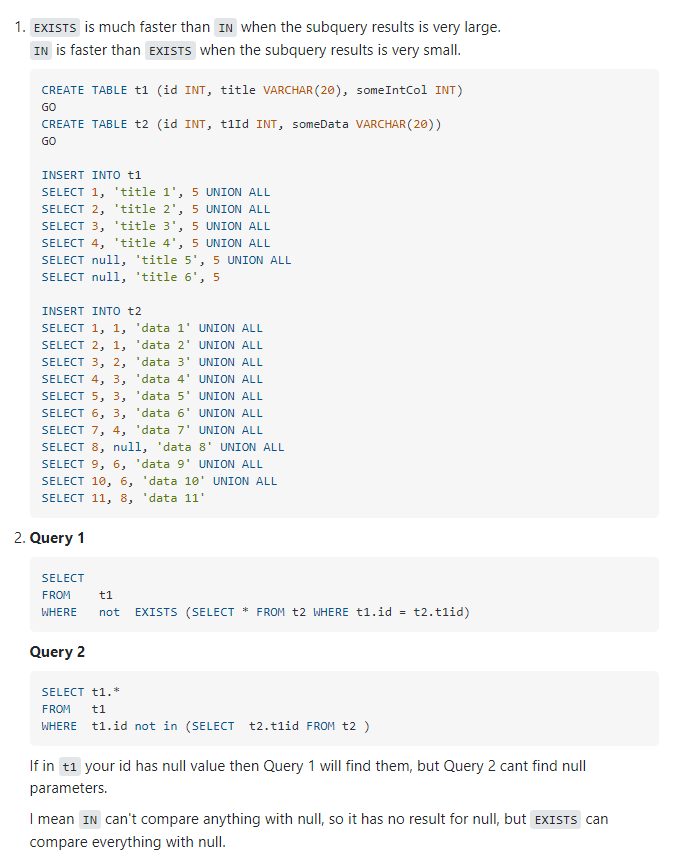 1. EXISTS is much faster than IN when the subquery results is very large.
IN is faster than EXISTS when the subquery results is very small.
CREATE TABLE t1 (id INT, title VARCHAR(20), someIntCol INT)
GO
CREATE TABLE t2 (id INT, t1Id INT, someData VARCHAR(20))
GO
INSERT INTO t1
SELECT 1, 'title 1', 5 UNION ALL
SELECT 2, 'title 2', 5 UNION ALL
SELECT 3, 'title 3', 5 UNION ALL
SELECT 4, 'title 4', 5 UNION ALL
SELECT null, 'title 5', 5 UNION ALL
SELECT null, 'title 6', 5
INSERT INTO t2
SELECT 1, 1, 'data 1' UNION ALL
SELECT 2, 1, 'data 2' UNION ALL
SELECT 3, 2, 'data 3' UNION ALL
SELECT 4, 3, 'data 4' UNION ALL
SELECT 5, 3, 'data 5' UNION ALL
SELECT 6, 3, 'data 6' UNION ALL
SELECT 7, 4, 'data 7' UNION ALL
SELECT 8, null, 'data 8' UNION ALL
SELECT 9, 6, 'data 9' UNION ALL
SELECT 10, 6, 'data 10' UNION ALL
SELECT 11, 8, 'data 11'
2. Query 1
SELECT
FROM    t1
WHERE   not  EXISTS (SELECT * FROM t2 WHERE t1.id = t2.t1id)
Query 2
SELECT t1.*
FROM   t1
WHERE  t1.id not in (SELECT  t2.t1id FROM t2 )
If in t1 your id has null value then Query 1 will find them, but Query 2 cant find null
parameters.
I mean IN can't compare anything with null, so it has no result for null, but EXISTS can
compare everything with null.